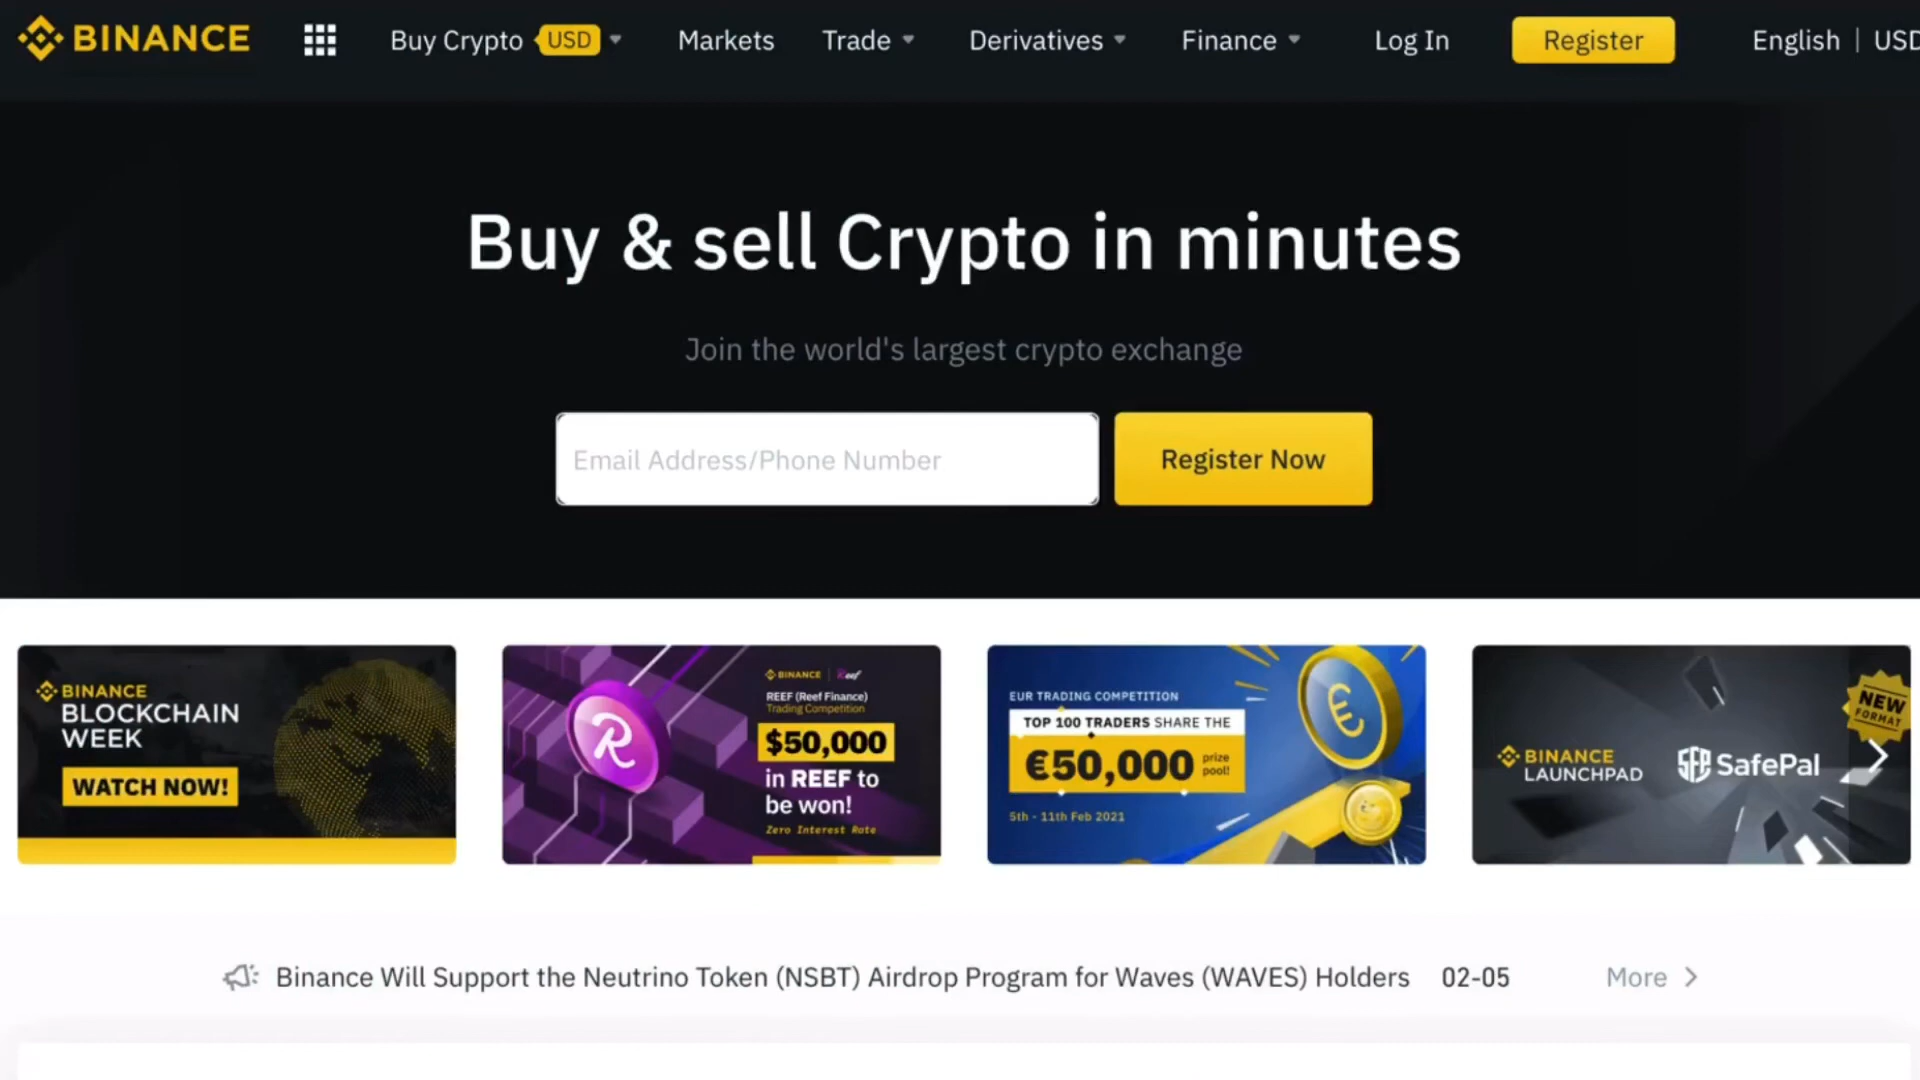 BINANCE
Buy Crypto USD
Markets
Trade
Derivatives
Finance
Log In
Register
English | USD
Buy & sell Crypto in minutes
Join the world's largest crypto exchange
Email Address/Phone Number
Register Now
BINANCE
BLOCKCHAIN
WEEK
WATCH NOW!
BINANCE | Reef
REEF (Reef Finance)
Trading Competition
$50,000
in REEF to
be won!
Zero Interest Rate
EUR TRADING COMPETITION
TOP 100 TRADERS SHARE THE
€50,000 prize pool!
5th - 11th Feb 2021
NEW
FORMAT
BINANCE
LAUNCHPAD
SafePal
Binance Will Support the Neutrino Token (NSBT) Airdrop Program for Waves (WAVES) Holders 02-05
More